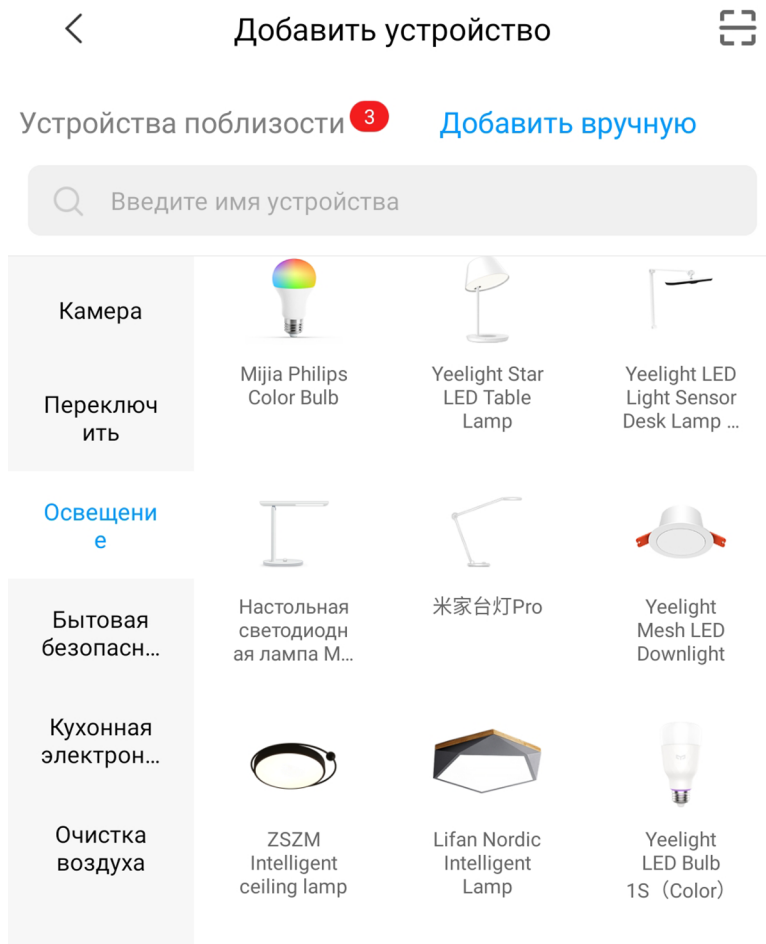 Добавить устройство
Устройства поблизости 3
Добавить вручную
Введите имя устройства
Камера
Переключ
ить
Освещени
е
Бытовая
безопасн...
Кухонная
электрон...
Очистка
воздуха
Mijia Philips
Color Bulb
Yeelight Star
LED Table
Lamp
Yeelight LED
Light Sensor
Desk Lamp ...
Настольная
светодиодн
ая лампа M...
米家台灯Pro
Yeelight
Mesh LED
Downlight
ZSZM
Intelligent
ceiling lamp
Lifan Nordic
Intelligent
Lamp
Yeelight
LED Bulb
1S（Color）